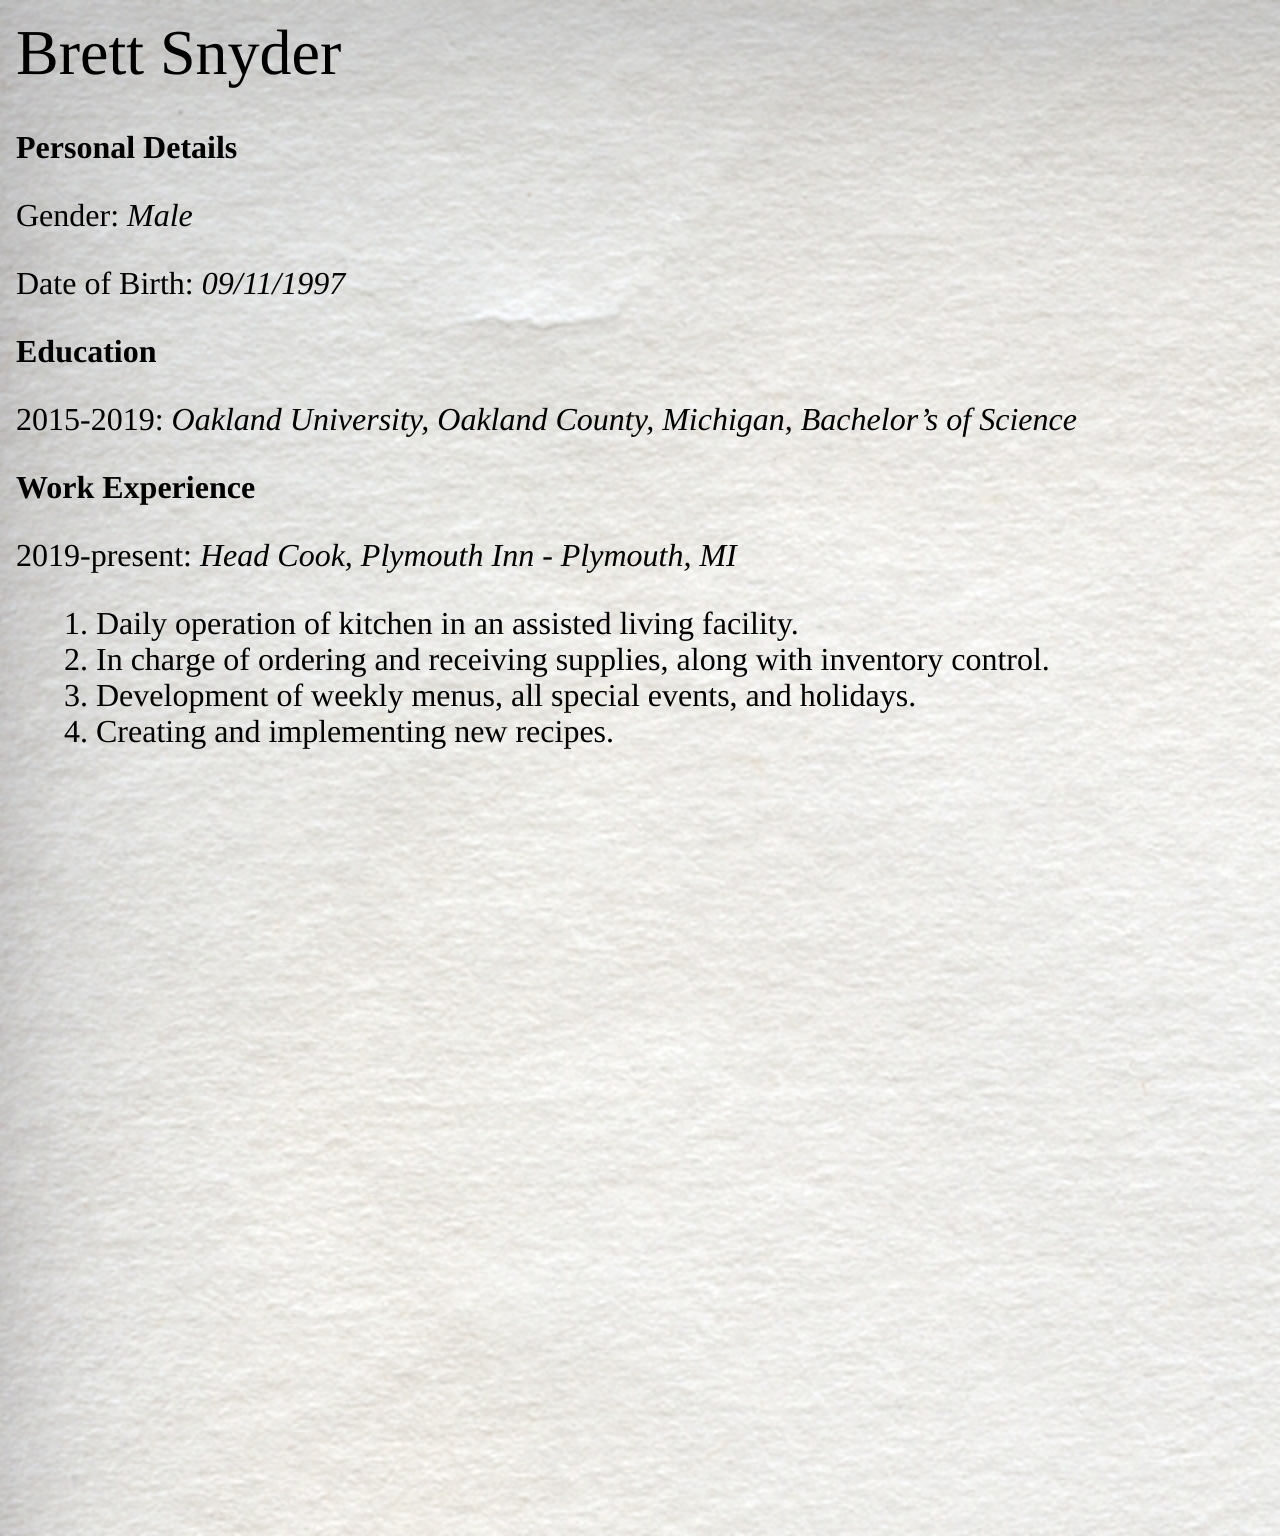 Brett Snyder
Personal Details
Gender: Male
Date of Birth: 09/11/1997
Education
2015-2019: Oakland University, Oakland County, Michigan, Bachelor’s of Science
Work Experience
2019-present: Head Cook, Plymouth Inn - Plymouth, MI
1. Daily operation of kitchen in an assisted living facility.
2. In charge of ordering and receiving supplies, along with inventory control.
3. Development of weekly menus, all special events, and holidays.
4. Creating and implementing new recipes.